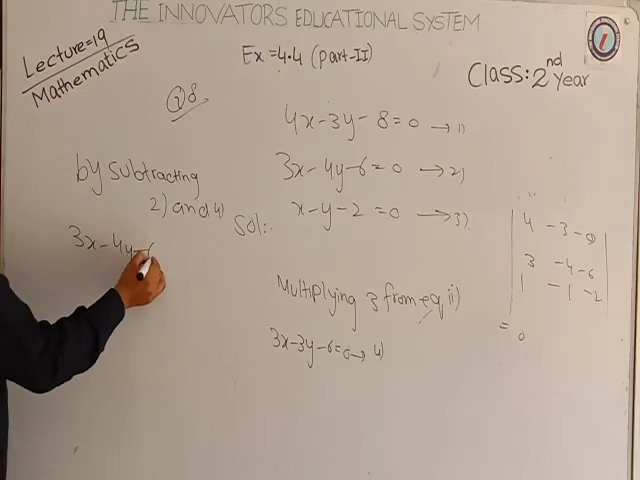 THE INNOVATORS EDUCATIONAL SYSTEM
Lecture=19
Mathematics
Ex=4.4 (Part-II)
Class: 2nd Year
Q8
4x-3y-8=0 → 1)
3x-4y-6=0 → 2)
x-y-2=0 → 3)
by subtracting
2) and 4)
Sol:-
3x-4y-
4 -3 -8
3 -4 -6
1 -1 -2
= 0
Multiplying 3 from eq ii)
3x-3y-6=0 → 4)